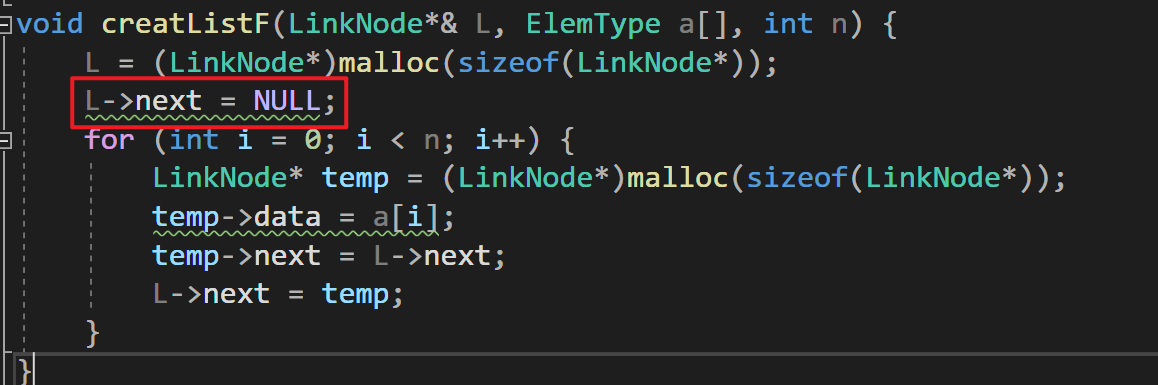 void creatListF(LinkNode*& L, ElemType a[], int n) {
L = (LinkNode*)malloc(sizeof(LinkNode*));
L->next = NULL;
for (int i = 0; i < n; i++) {
LinkNode* temp = (LinkNode*)malloc(sizeof(LinkNode*));
temp->data = a[i];
temp->next = L->next;
L->next = temp;
}
}